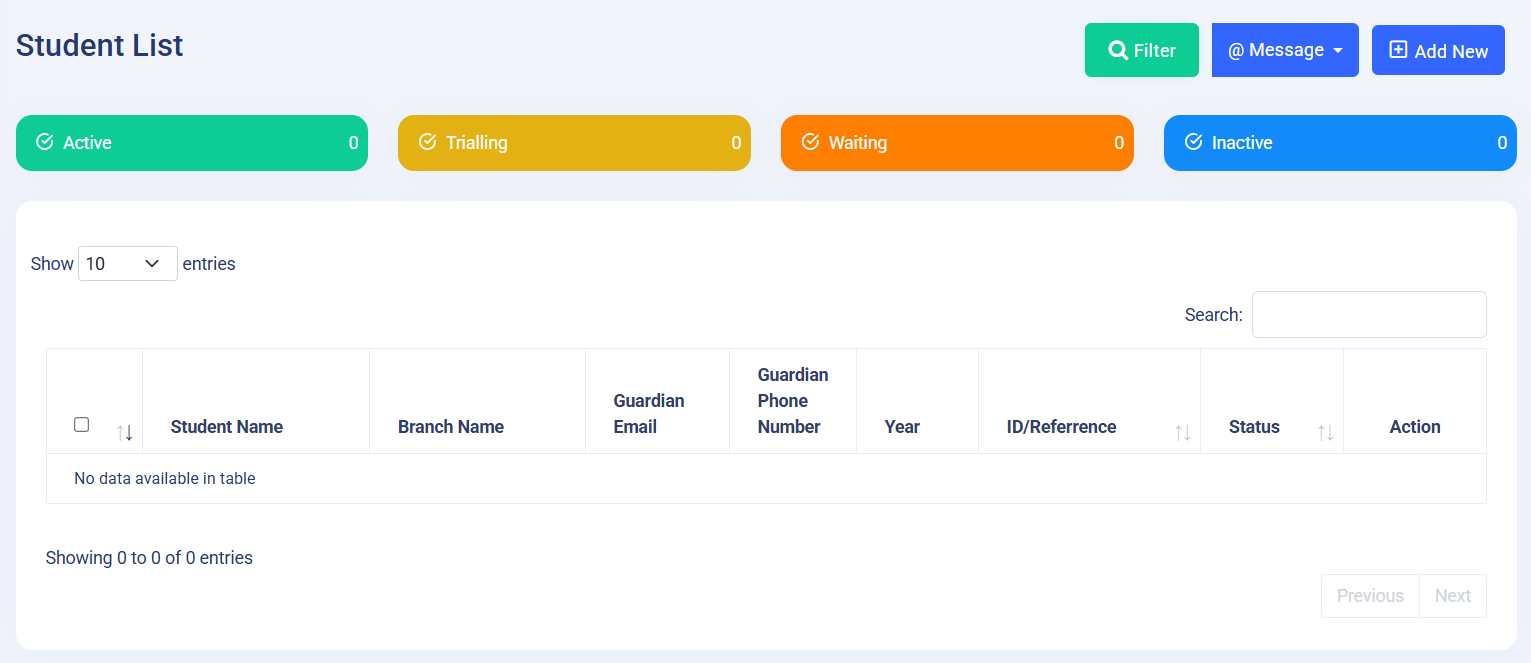 Student List
Filter
@ Message
Add New
Active 0
Trialling 0
Waiting 0
Inactive 0
Show 10 entries
Search:
Student Name
Branch Name
Guardian
Email
Guardian
Phone
Number
Year
ID/Referrence
Status
Action
No data available in table
Showing 0 to 0 of 0 entries
Previous Next